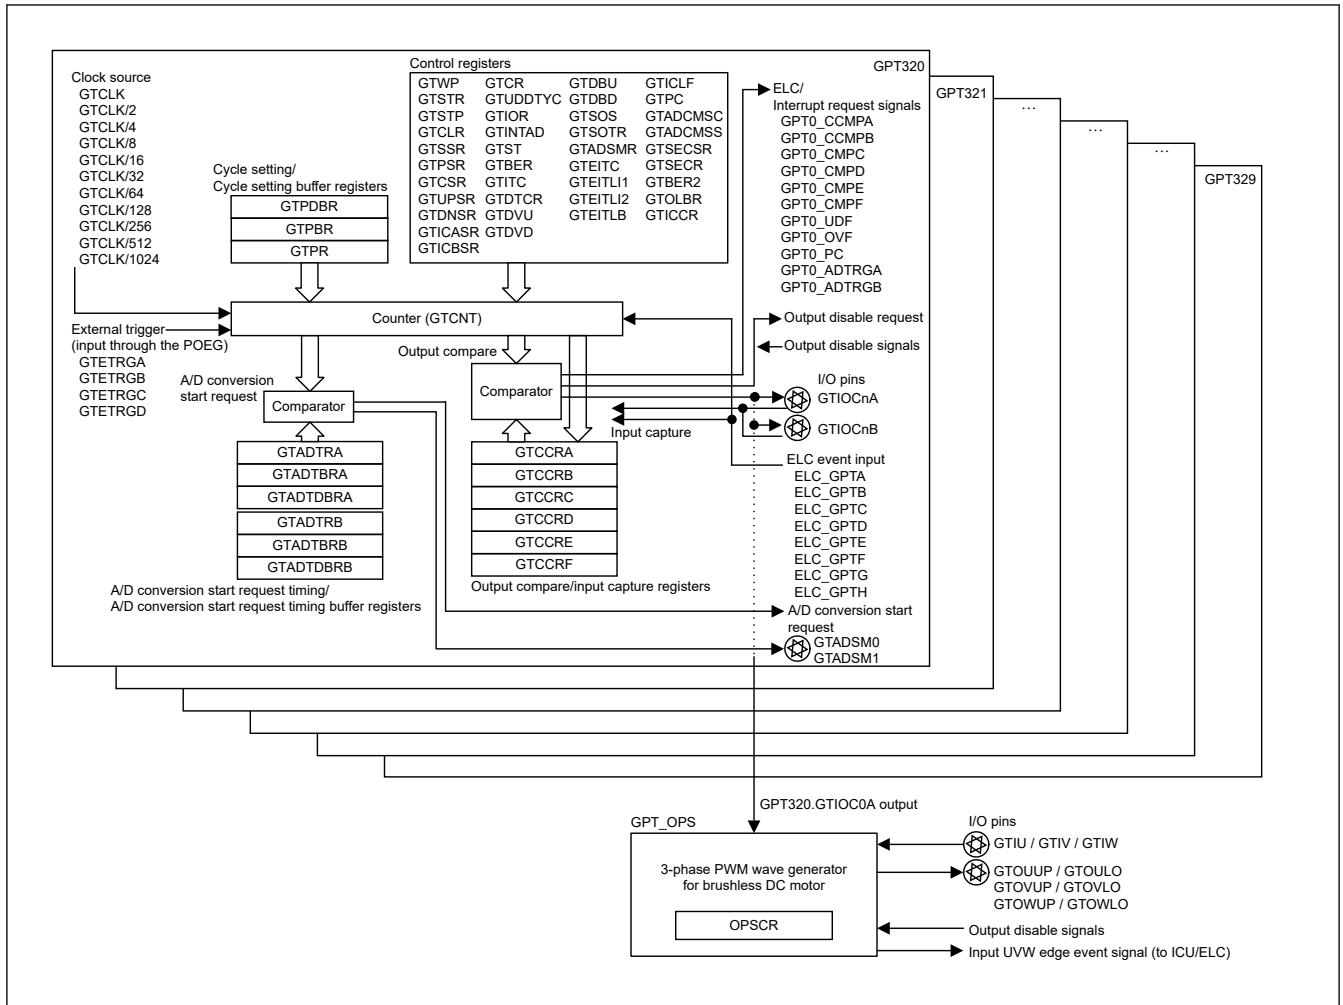 GPT320
GPT321
...
...
...
GPT329
Clock source
GTCLK
GTCLK/2
GTCLK/4
GTCLK/8
GTCLK/16
GTCLK/32
GTCLK/64
GTCLK/128
GTCLK/256
GTCLK/512
GTCLK/1024
Cycle setting/
Cycle setting buffer registers
GTPDBR
GTPBR
GTPR
Control registers
GTWP GTCR GTDBU GTICLF
GTSTR GTUDDTYC GTDBD GTPC
GTSTP GTIOR GTSOS GTADCMSC
GTCLR GTINTAD GTSOTR GTADCMSS
GTSSR GTST GTADSMR GTSECSR
GTPSR GTBER GTEITC GTSECR
GTCSR GTITC GTEITLI1 GTBER2
GTUPSR GTDTCR GTEITLI2 GTOLBR
GTDNSR GTDVU GTEITLB GTICCR
GTICASR GTDVD
GTICBSR
ELC/
Interrupt request signals
GPT0_CCMPA
GPT0_CCMPB
GPT0_CMPC
GPT0_CMPD
GPT0_CMPE
GPT0_CMPF
GPT0_UDF
GPT0_OVF
GPT0_PC
GPT0_ADTRGA
GPT0_ADTRGB
Counter (GTCNT)
External trigger
(input through the POEG)
GTETRGA
GTETRGB
GTETRGC
GTETRGD
Output compare
Output disable request
Output disable signals
A/D conversion
start request
Comparator
Comparator
I/O pins
GTIOCnA
GTIOCnB
Input capture
GTADTRA
GTADTBRA
GTADTDBRA
GTADTRB
GTADTBRB
GTADTDBRB
A/D conversion start request timing/
A/D conversion start request timing buffer registers
GTCCRA
GTCCRB
GTCCRC
GTCCRD
GTCCRE
GTCCRF
Output compare/input capture registers
ELC event input
ELC_GPTA
ELC_GPTB
ELC_GPTC
ELC_GPTD
ELC_GPTE
ELC_GPTF
ELC_GPTG
ELC_GPTH
A/D conversion start
request
GTADSM0
GTADSM1
GPT320.GTIOC0A output
GPT_OPS
3-phase PWM wave generator
for brushless DC motor
OPSCR
I/O pins
GTIU / GTIV / GTIW
GTOUUP / GTOULO
GTOVUP / GTOVLO
GTOWUP / GTOWLO
Output disable signals
Input UVW edge event signal (to ICU/ELC)